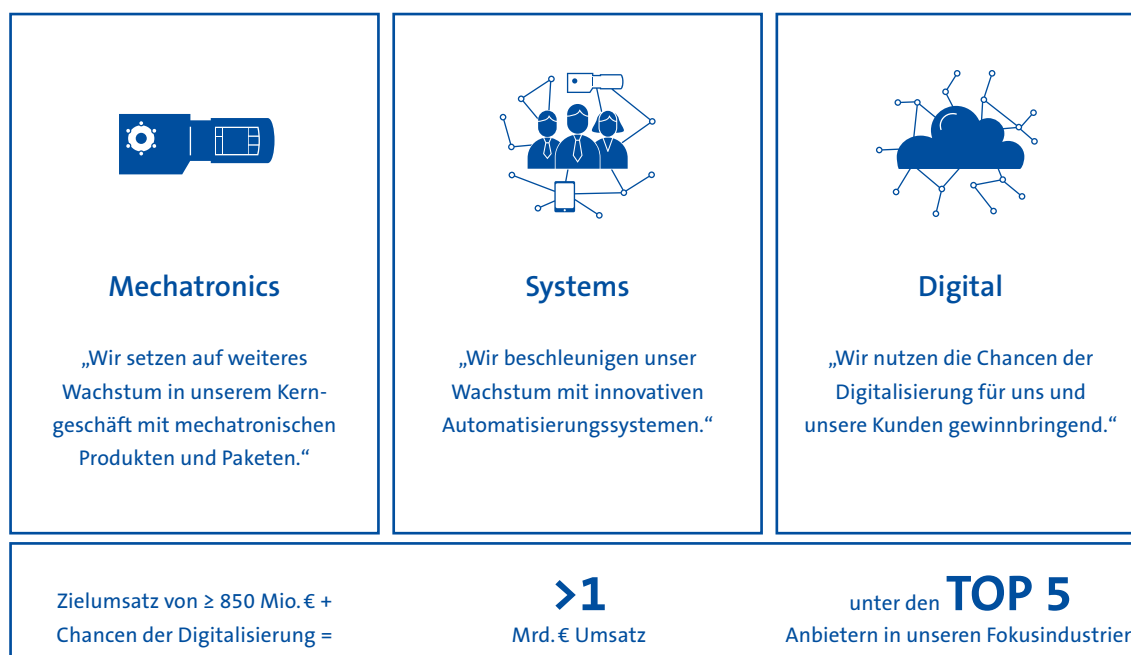 Mechatronics
„Wir setzen auf weiteres
Wachstum in unserem Kern-
geschäft mit mechatronischen
Produkten und Paketen.“
Systems
„Wir beschleunigen unser
Wachstum mit innovativen
Automatisierungssystemen.“
Digital
„Wir nutzen die Chancen der
Digitalisierung für uns und
unsere Kunden gewinnbringend.“
Zielumsatz von ≥ 850 Mio. € +
Chancen der Digitalisierung =
>1
Mrd. € Umsatz
unter den TOP 5
Anbietern in unseren Fokusindustrien